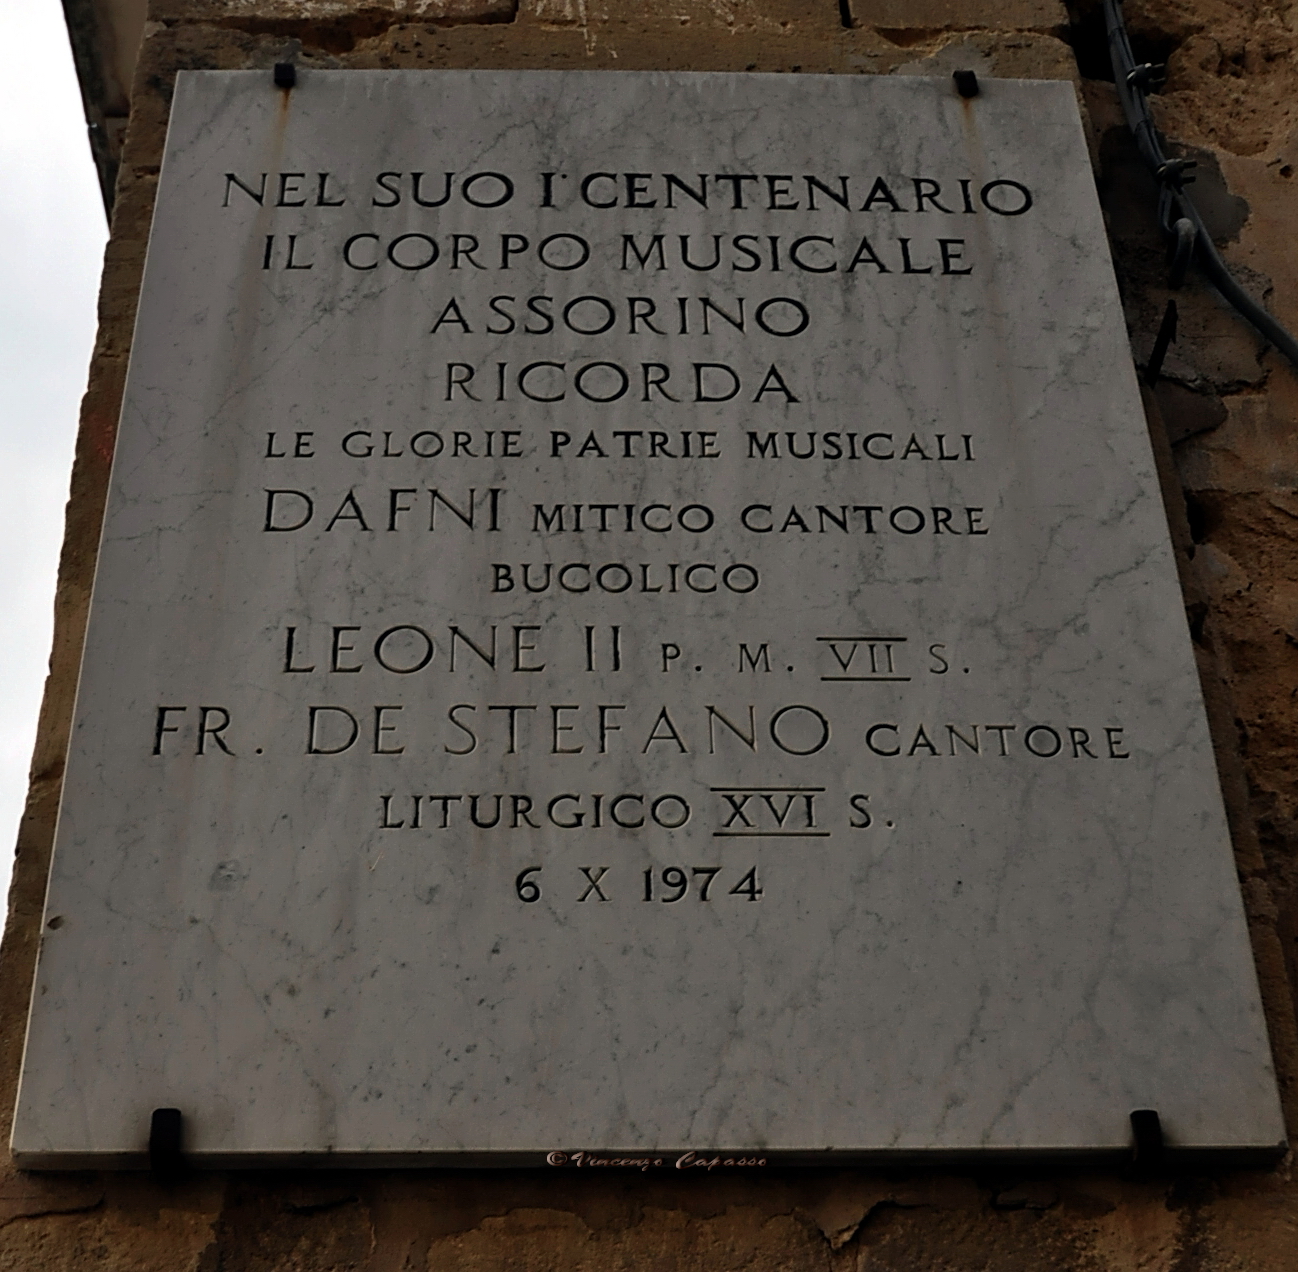 NEL SUO I° CENTENARIO
IL CORPO MUSICALE
ASSORINO
RICORDA
LE GLORIE PATRIE MUSICALI
DAFNI MITICO CANTORE
BUCOLICO
LEONE II P. M. VII S.
FR. DE STEFANO CANTORE
LITURGICO XVI S.
6 X 1974
© Vincenzo Capasso